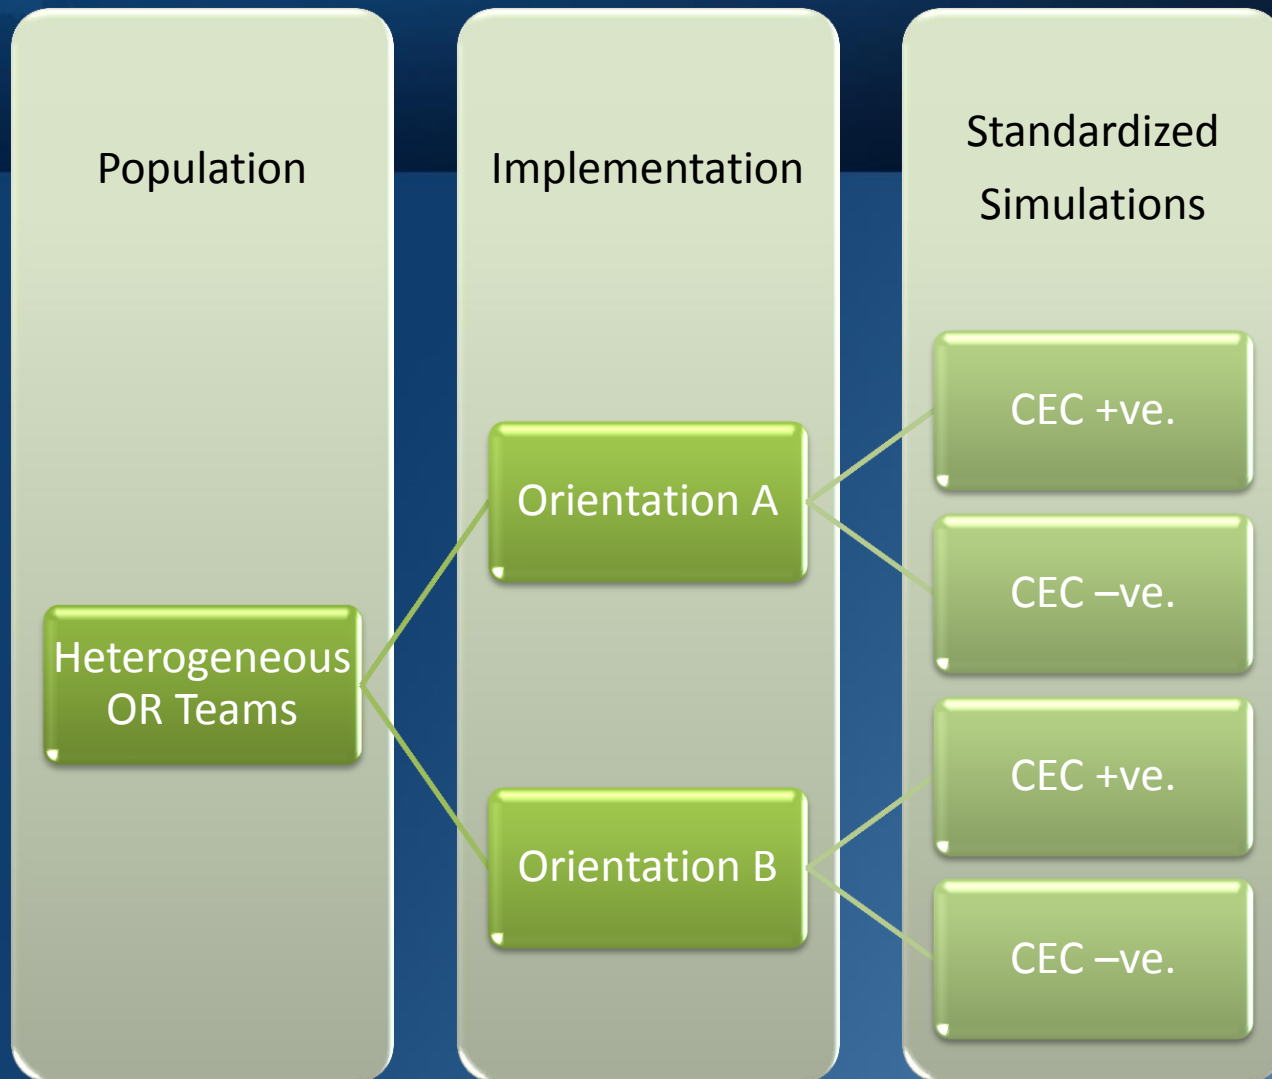 Population
Implementation
Standardized
Simulations
Heterogeneous
OR Teams
Orientation A
Orientation B
CEC +ve.
CEC –ve.
CEC +ve.
CEC –ve.